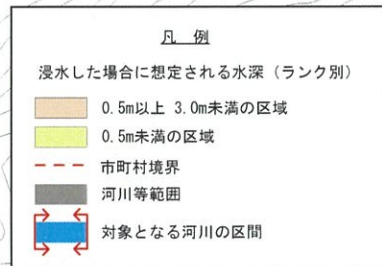 凡 例
浸水した場合に想定される水深（ランク別）
0.5m以上 3.0m未満の区域
0.5m未満の区域
市町村境界
河川等範囲
対象となる河川の区間